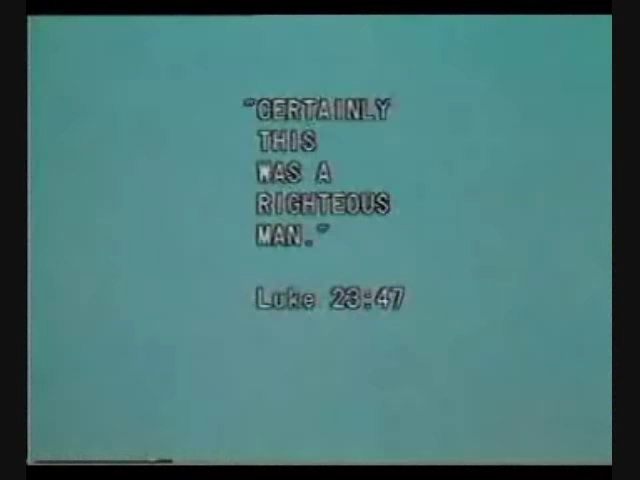 "CERTAINLY
THIS
WAS A
RIGHTEOUS
MAN."
Luke 23:47